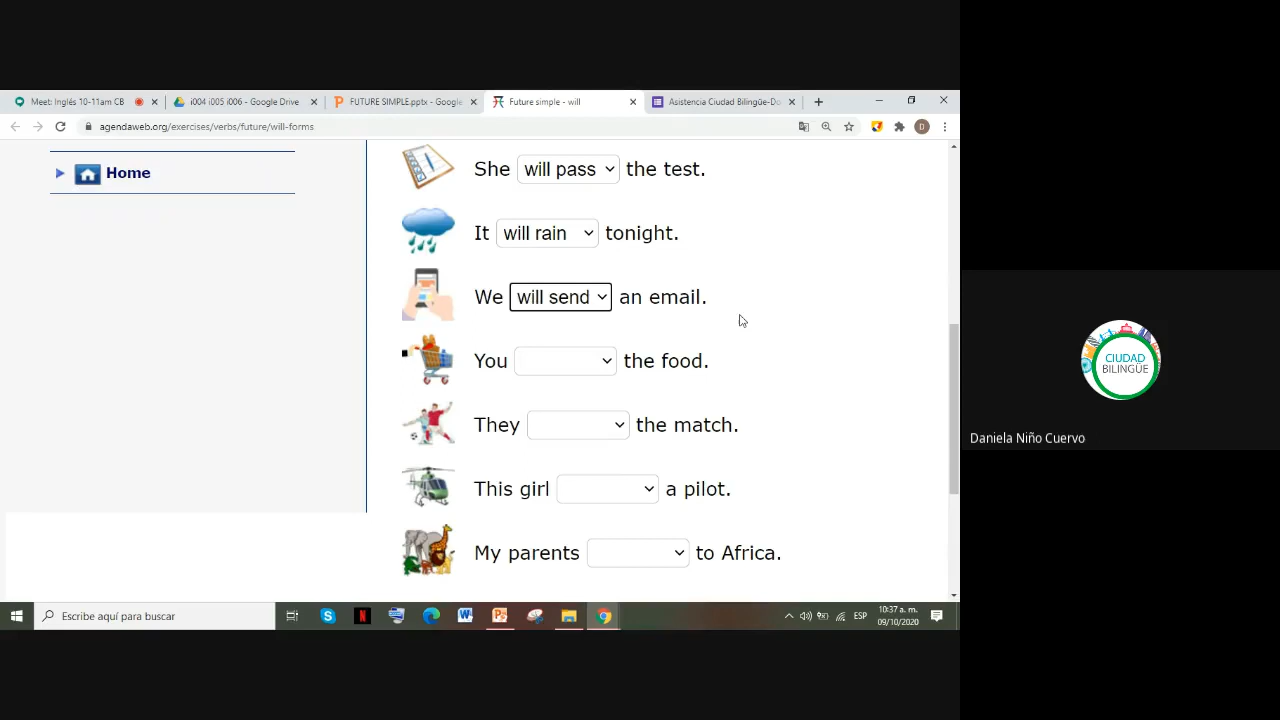 Meet: Inglés 10-11am CB
i004 i005 i006 - Google Drive
FUTURE SIMPLE.pptx - Google
Future simple - will
Asistencia Ciudad Bilingüe-Do
agendaweb.org/exercises/verbs/future/will-forms
D
Home
She will pass the test.
It will rain tonight.
We will send an email.
You the food.
They the match.
This girl a pilot.
My parents to Africa.
CIUDAD
BILINGÜE
Daniela Niño Cuervo
Escribe aquí para buscar
ESP
10:37 a. m.
09/10/2020